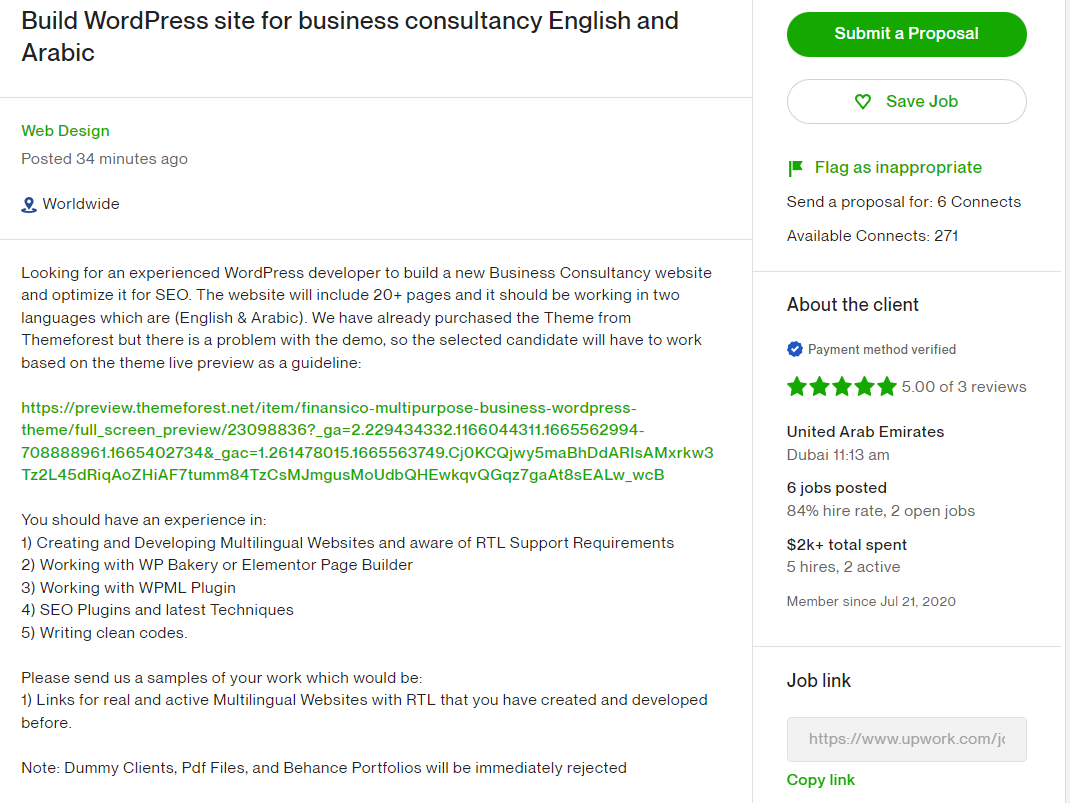 Build WordPress site for business consultancy English and
Arabic
Web Design
Posted 34 minutes ago
Worldwide
Looking for an experienced WordPress developer to build a new Business Consultancy website
and optimize it for SEO. The website will include 20+ pages and it should be working in two
languages which are (English & Arabic). We have already purchased the Theme from
Themeforest but there is a problem with the demo, so the selected candidate will have to work
based on the theme live preview as a guideline:
https://preview.themeforest.net/item/finansico-multipurpose-business-wordpress-
theme/full_screen_preview/23098836?_ga=2.229434332.1166044311.1665562994-
708888961.1665402734&_gac=1.261478015.1665563749.Cj0KCQjwy5maBhDdARIsAMxrkw3
Tz2L45dRiqAoZHiAF7tumm84TzCsMJmgusMoUdbQHEwkqvQGqz7gaAt8sEALw_wcB
You should have an experience in:
1) Creating and Developing Multilingual Websites and aware of RTL Support Requirements
2) Working with WP Bakery or Elementor Page Builder
3) Working with WPML Plugin
4) SEO Plugins and latest Techniques
5) Writing clean codes.
Please send us a samples of your work which would be:
1) Links for real and active Multilingual Websites with RTL that you have created and developed
before.
Note: Dummy Clients, Pdf Files, and Behance Portfolios will be immediately rejected
Submit a Proposal
Save Job
Flag as inappropriate
Send a proposal for: 6 Connects
Available Connects: 271
About the client
Payment method verified
5.00 of 3 reviews
United Arab Emirates
Dubai 11:13 am
6 jobs posted
84% hire rate, 2 open jobs
$2k+ total spent
5 hires, 2 active
Member since Jul 21, 2020
Job link
https://www.upwork.com/jo
Copy link